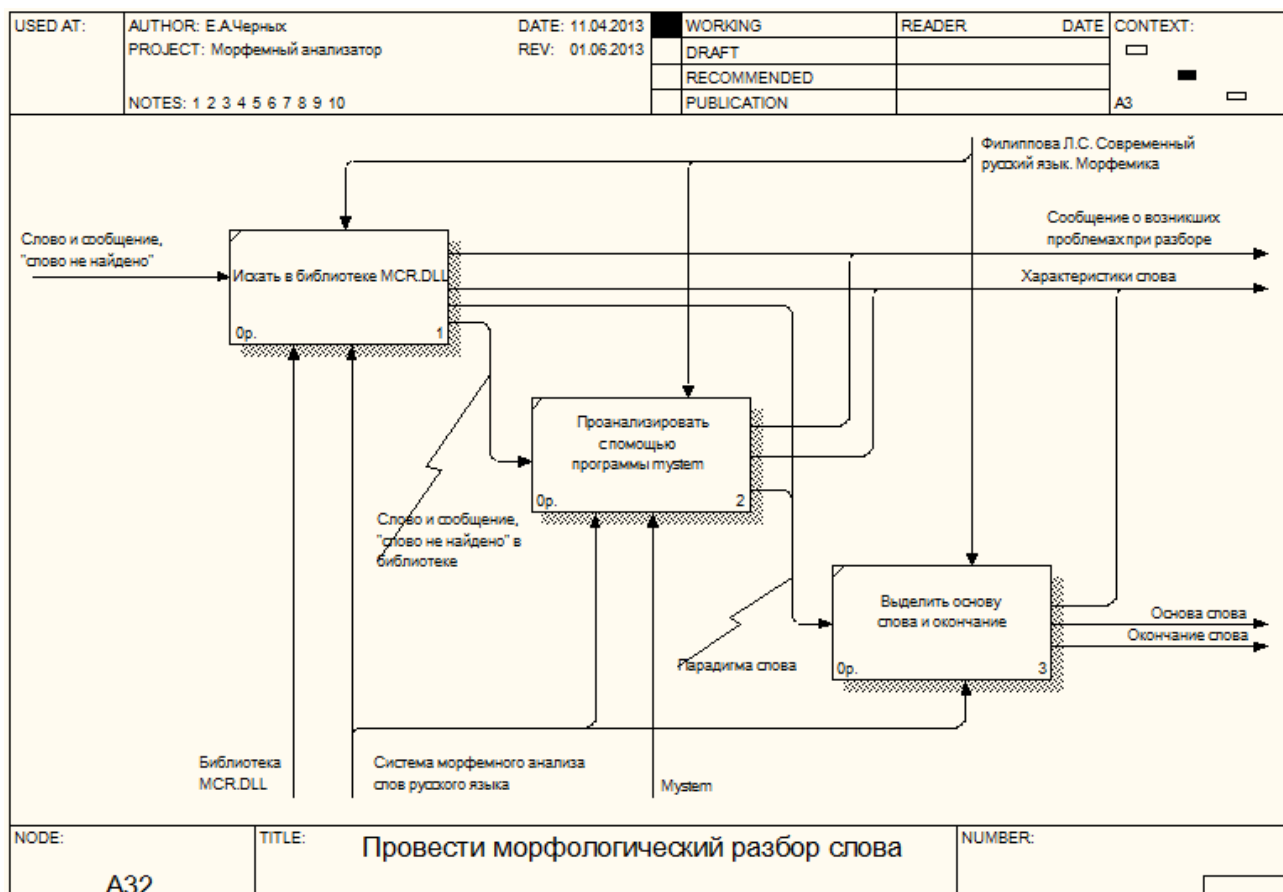 USED AT:
AUTHOR: Е.А.Черных
DATE: 11.04.2013
WORKING
READER
DATE
CONTEXT:
PROJECT: Морфемный анализатор
REV: 01.06.2013
DRAFT
RECOMMENDED
NOTES: 1 2 3 4 5 6 7 8 9 10
PUBLICATION
A3
Филиппова Л.С. Современный
русский язык. Морфемика
Слово и сообщение,
"слово не найдено"
Сообщение о возникших
проблемах при разборе
Искать в библиотеке MCR.DLL
0р.
1
Характеристики слова
Проанализировать
с помощью
программы mystem
0р.
2
Слово и сообщение,
"слово не найдено" в
библиотеке
Выделить основу
слова и окончание
0р.
3
Основа слова
Окончание слова
Парадигма слова
Библиотека
MCR.DLL
Система морфемного анализа
слов русского языка
Mystem
NODE:
A32
TITLE:
Провести морфологический разбор слова
NUMBER: